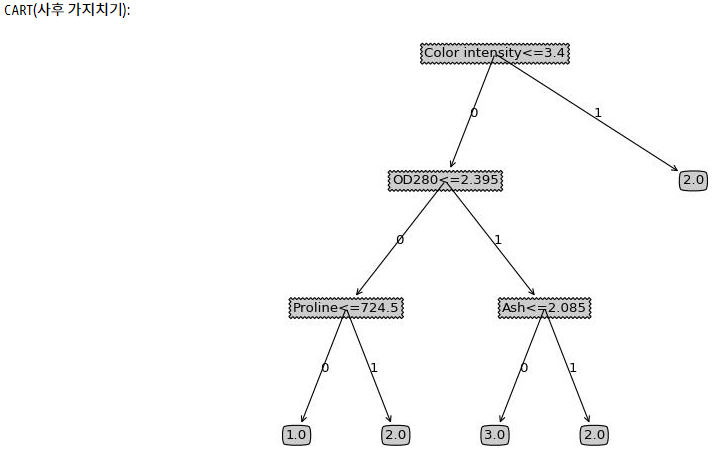 CART(사후 가지치기):
Color intensity<=3.4
0
1
OD280<=2.395
2.0
0
1
Proline<=724.5
Ash<=2.085
0
1
0
1
1.0
2.0
3.0
2.0